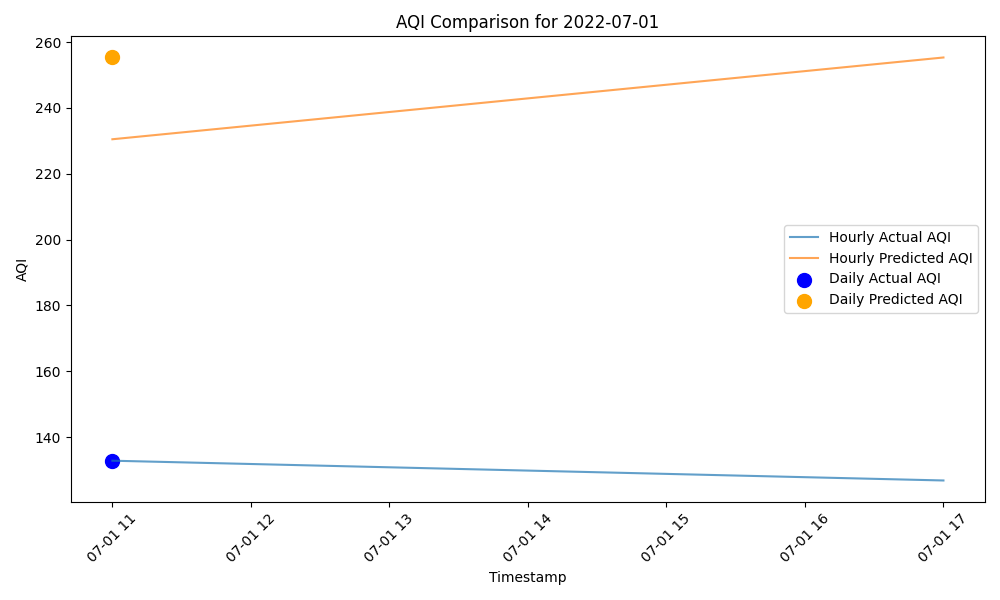 AQI Comparison for 2022-07-01
AQI
260
240
220
200
180
160
140
Hourly Actual AQI
Hourly Predicted AQI
Daily Actual AQI
Daily Predicted AQI
07-01 11
07-01 12
07-01 13
07-01 14
07-01 15
07-01 16
07-01 17
Timestamp